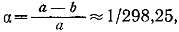 α = (a − b)/a ≈ 1/298,25,